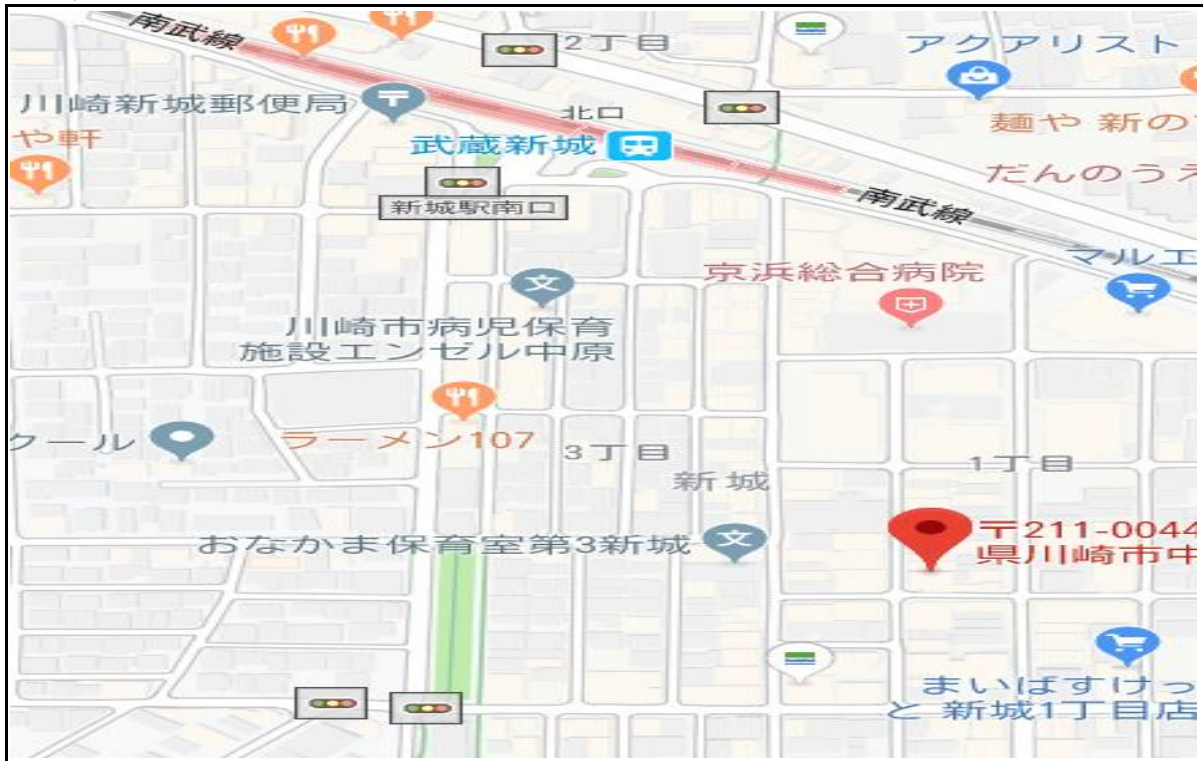 南武線
2丁目
アクアリスト
川崎新城郵便局
北口
や軒
武蔵新城
麺や 新の
だんのうえ
新城駅南口
南武線
マルエ
京浜総合病院
川崎市病児保育
施設エンゼル中原
クール
ラーメン107
3丁目
新城
1丁目
〒211-0044
県川崎市中
おなかま保育室第3新城
まいばすけっ
と 新城1丁目店